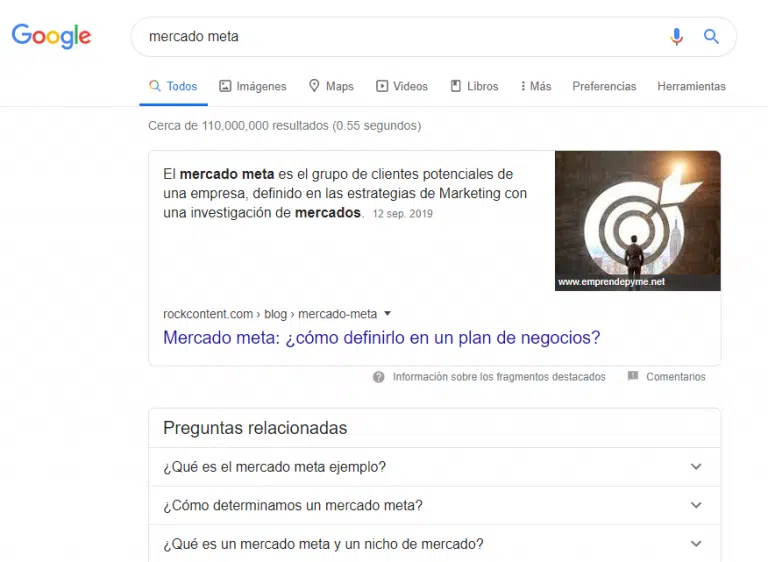 Google
mercado meta
Todos Imágenes Maps Videos Libros Más Preferencias Herramientas
Cerca de 110,000,000 resultados (0.55 segundos)
El mercado meta es el grupo de clientes potenciales de
una empresa, definido en las estrategias de Marketing con
una investigación de mercados. 12 sep. 2019
www.emprendepyme.net
rockcontent.com › blog › mercado-meta
Mercado meta: ¿cómo definirlo en un plan de negocios?
Información sobre los fragmentos destacados Comentarios
Preguntas relacionadas
¿Qué es el mercado meta ejemplo?
¿Cómo determinamos un mercado meta?
¿Qué es un mercado meta y un nicho de mercado?